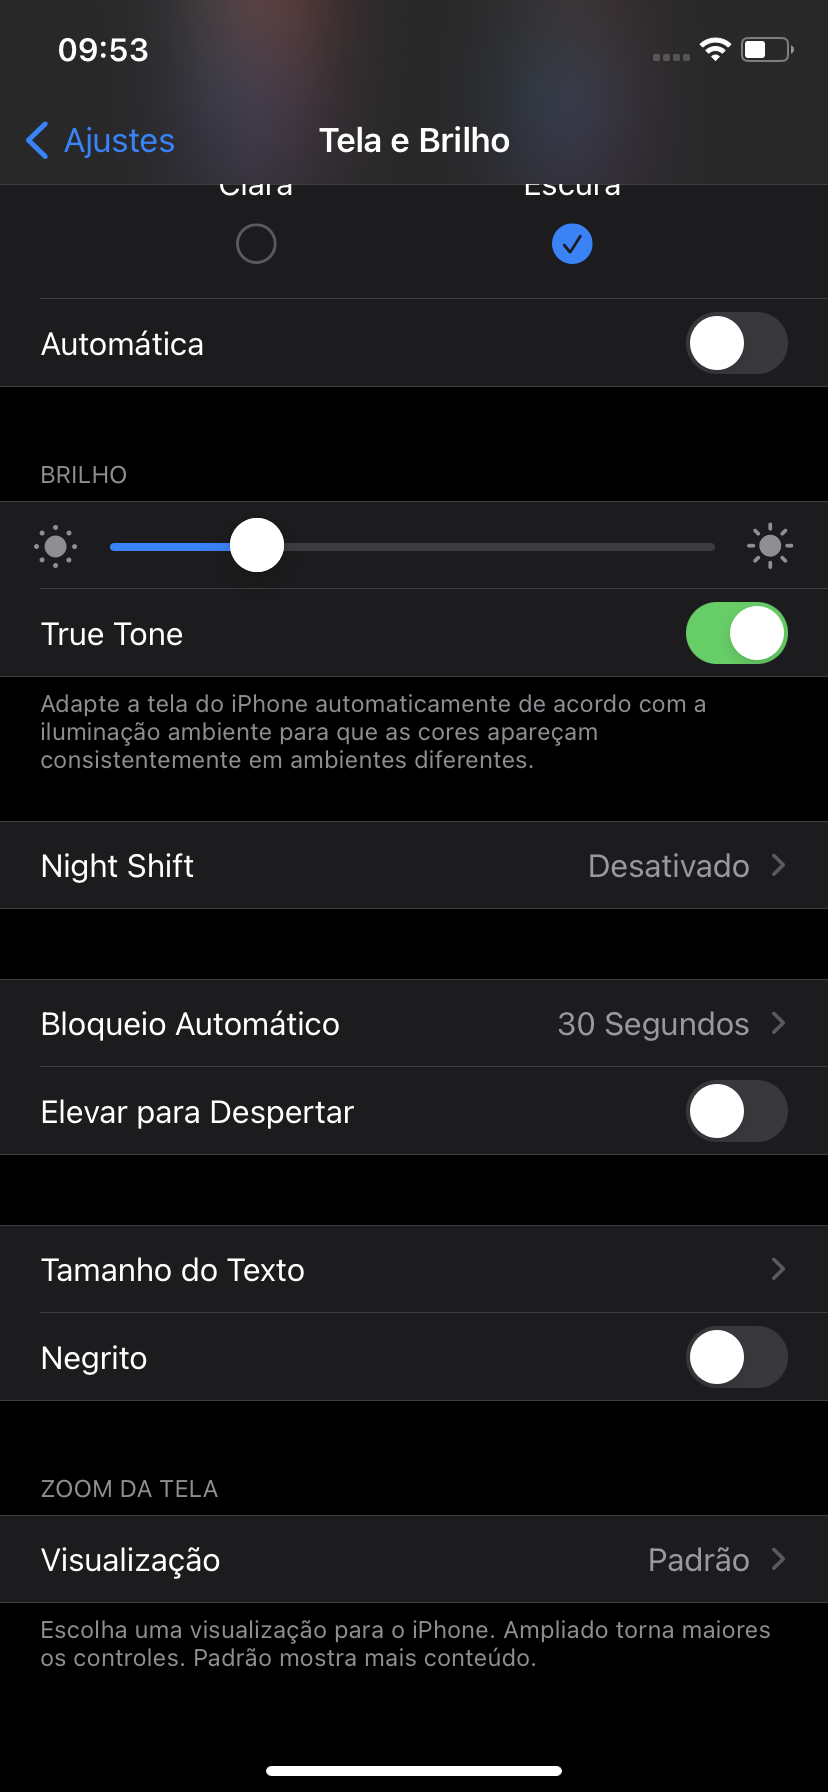 09:53
Ajustes
Tela e Brilho
Clara
Escura
Automática
BRILHO
True Tone
Adapte a tela do iPhone automaticamente de acordo com a
iluminação ambiente para que as cores apareçam
consistentemente em ambientes diferentes.
Night Shift
Desativado
Bloqueio Automático
30 Segundos
Elevar para Despertar
Tamanho do Texto
Negrito
ZOOM DA TELA
Visualização
Padrão
Escolha uma visualização para o iPhone. Ampliado torna maiores
os controles. Padrão mostra mais conteúdo.